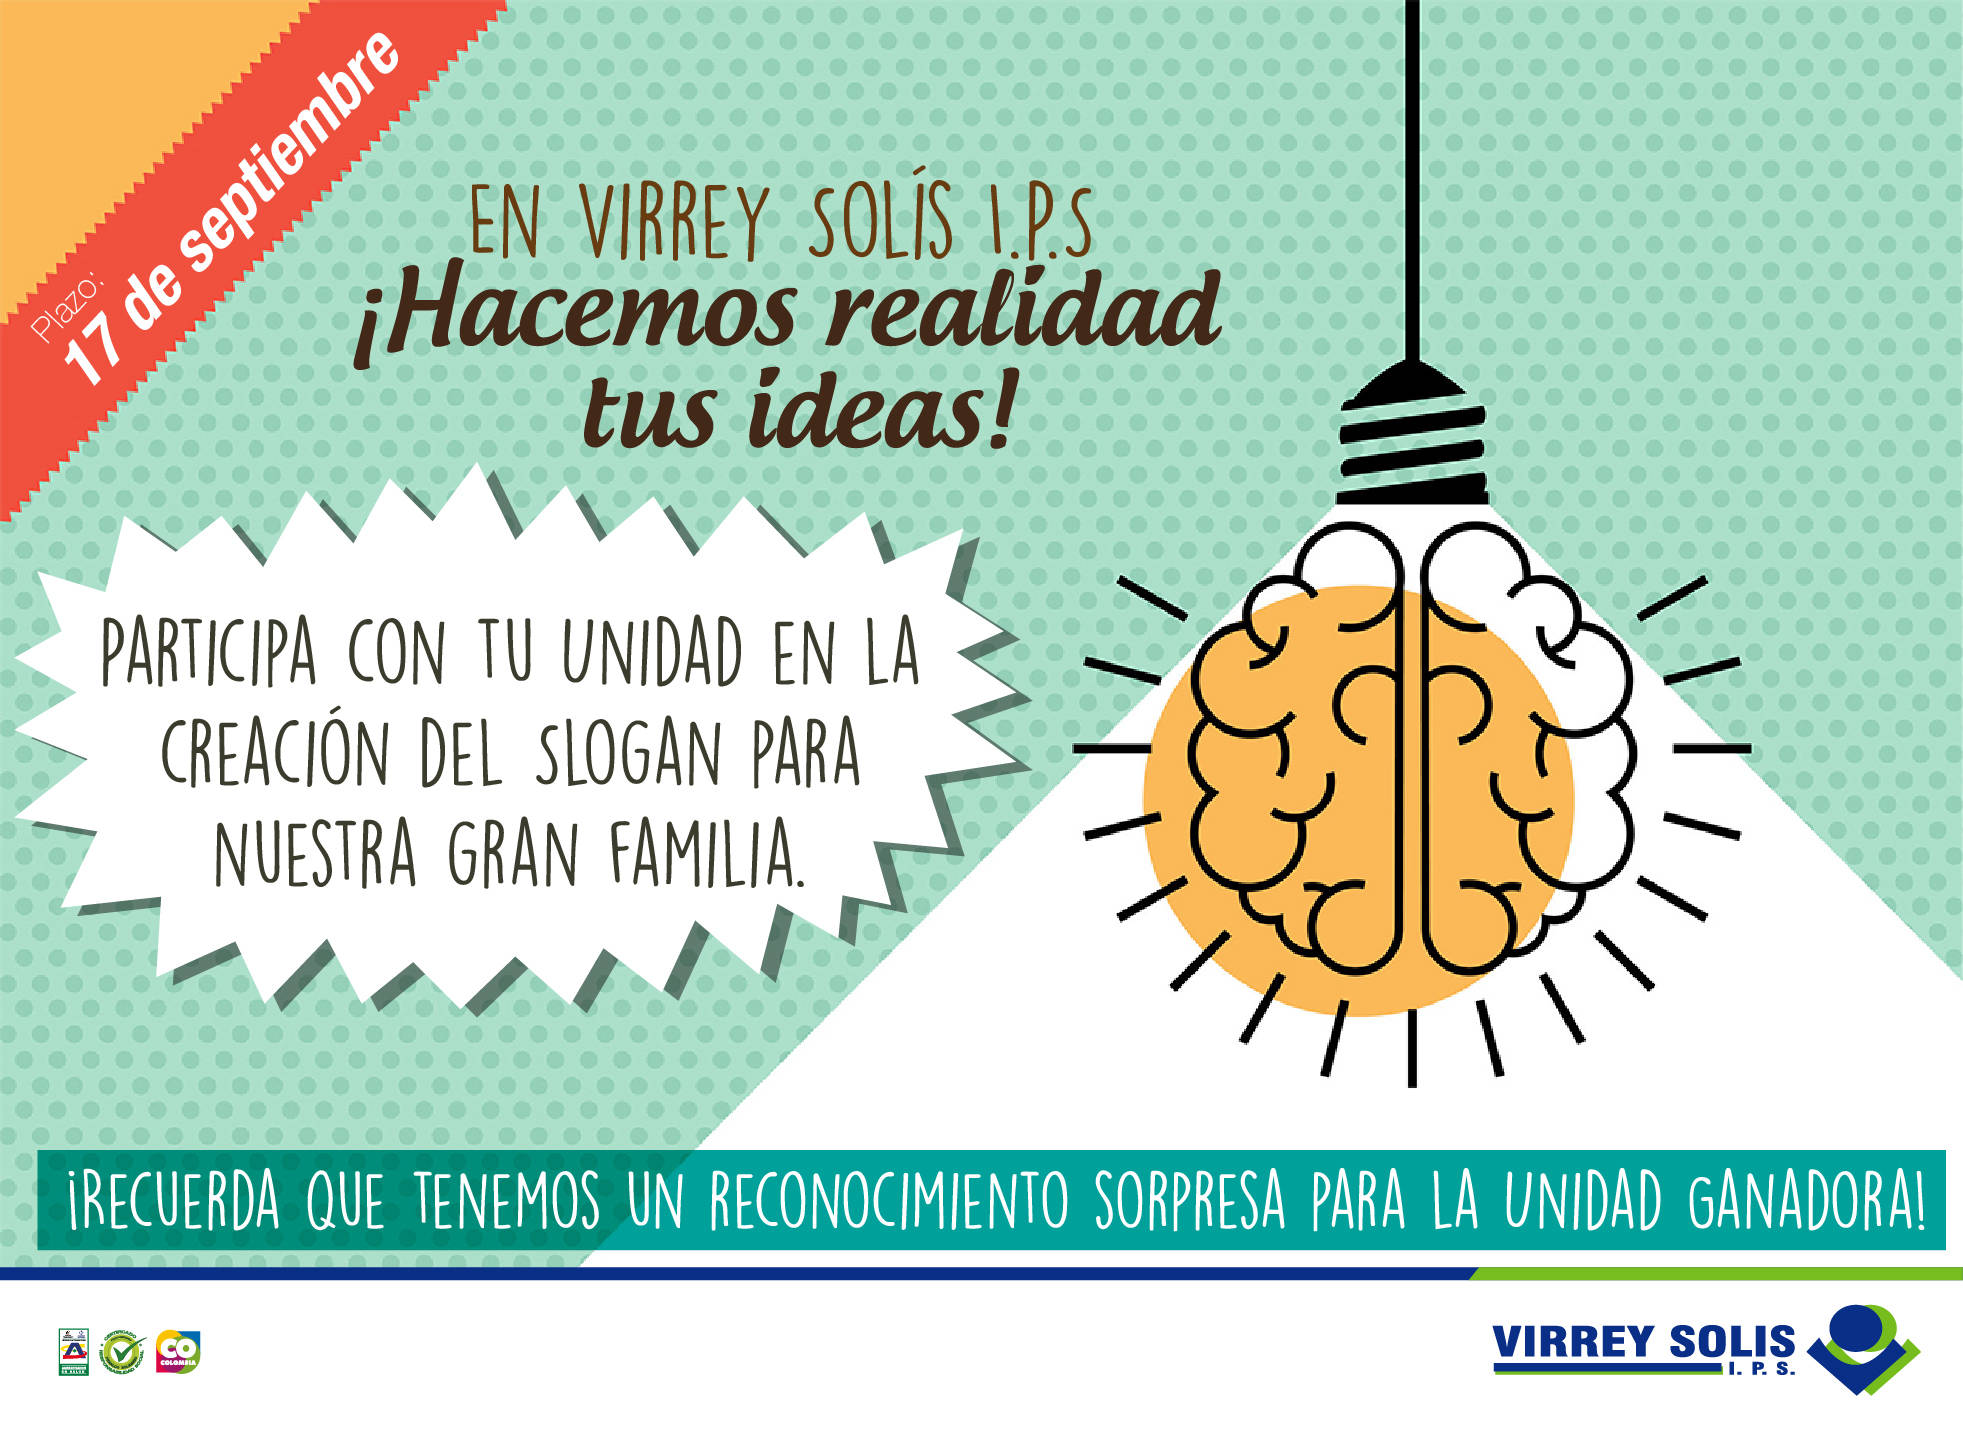 Plazo:
17 de septiembre
EN VIRREY SOLÍS I.P.S
¡Hacemos realidad
tus ideas!
PARTICIPA CON TU UNIDAD EN LA
CREACIÓN DEL SLOGAN PARA
NUESTRA GRAN FAMILIA.
¡RECUERDA QUE TENEMOS UN RECONOCIMIENTO SORPRESA PARA LA UNIDAD GANADORA!
CO
COLOMBIA
VIRREY SOLIS
I. P. S.